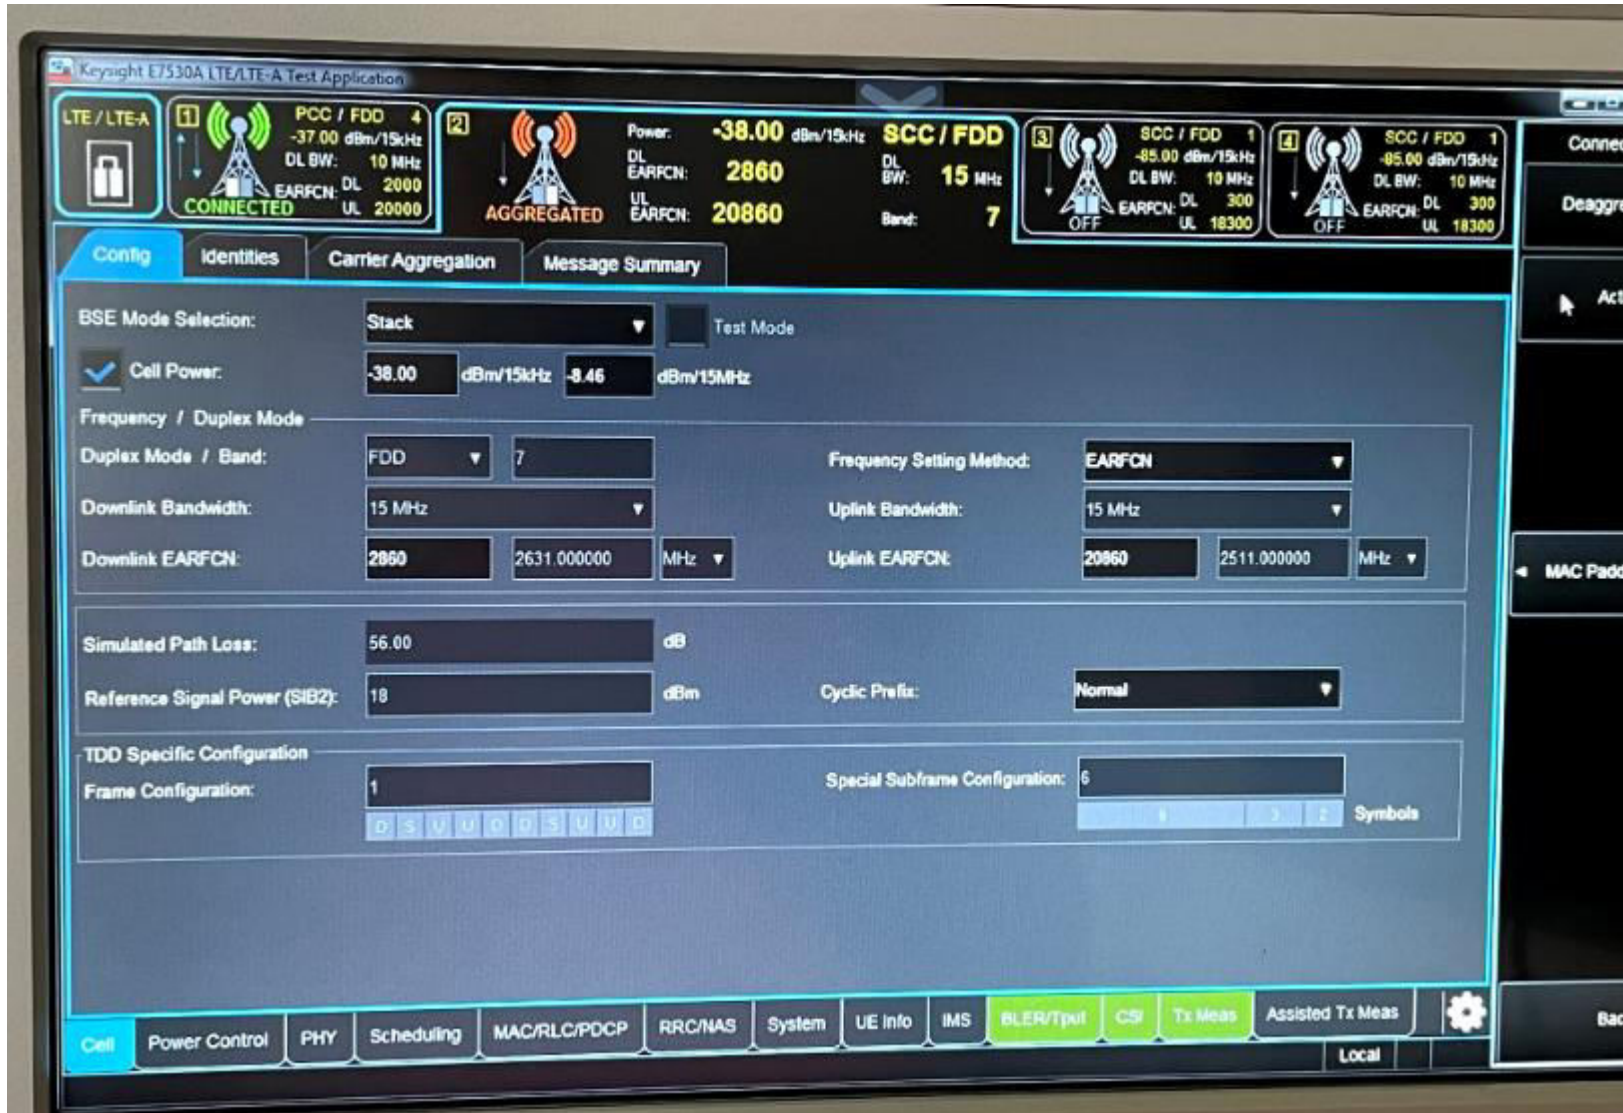 Keysight E7530A LTE/LTE-A Test Application
LTE / LTE-A
1
PCC / FDD 4
-37.00 dBm/15kHz
DL BW: 10 MHz
EARFCN: DL 2000
UL 20000
CONNECTED
2
AGGREGATED
Power: -38.00 dBm/15kHz SCC / FDD
DL EARFCN: 2860 DL BW: 15 MHz
UL EARFCN: 20860 Band: 7
3
SCC / FDD 1
-85.00 dBm/15kHz
DL BW: 10 MHz
EARFCN: DL 300
UL 18300
OFF
4
SCC / FDD 1
-85.00 dBm/15kHz
DL BW: 10 MHz
EARFCN: DL 300
UL 18300
OFF
Connec
Deaggre
Act
MAC Padd
Bac
Config Identities Carrier Aggregation Message Summary
BSE Mode Selection: Stack Test Mode
Cell Power: -38.00 dBm/15kHz -8.46 dBm/15MHz
Frequency / Duplex Mode
Duplex Mode / Band: FDD 7 Frequency Setting Method: EARFCN
Downlink Bandwidth: 15 MHz Uplink Bandwidth: 15 MHz
Downlink EARFCN: 2860 2631.000000 MHz Uplink EARFCN: 20860 2511.000000 MHz
Simulated Path Loss: 56.00 dB
Reference Signal Power (SIB2): 18 dBm Cyclic Prefix: Normal
TDD Specific Configuration
Frame Configuration: 1 Special Subframe Configuration: 6
D S U U D D S U U D 3 2 Symbols
Cell Power Control PHY Scheduling MAC/RLC/PDCP RRC/NAS System UE Info IMS BLER/Tput CSI Tx Meas Assisted Tx Meas
Local